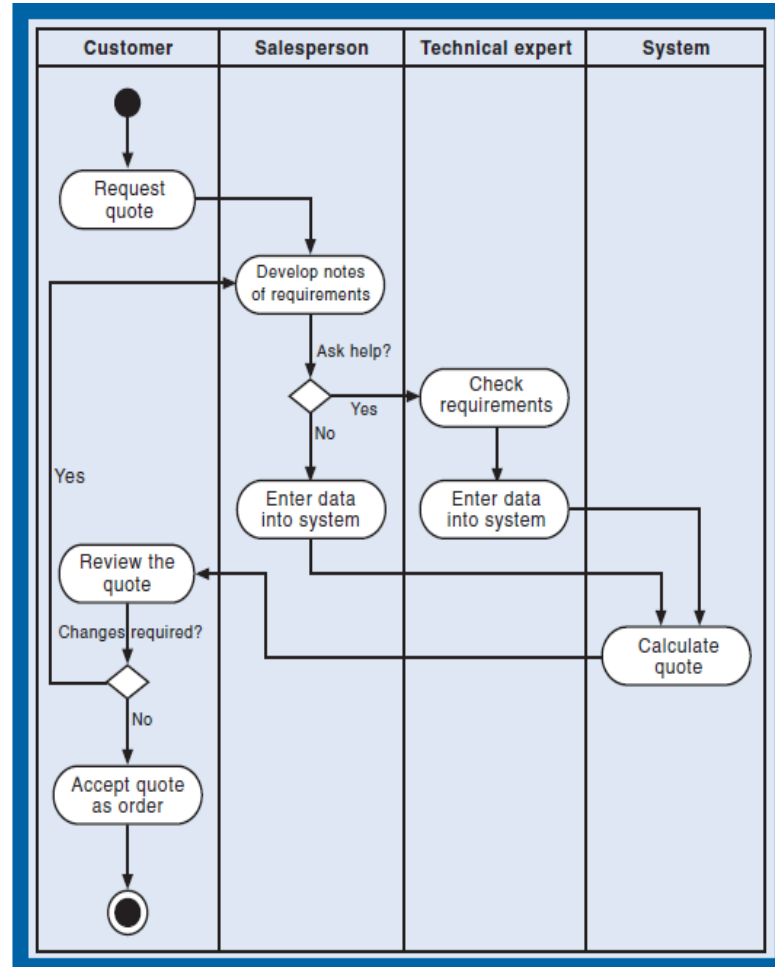 Customer
Salesperson
Technical expert
System
Request
quote
Develop notes
of requirements
Ask help?
Yes
No
Check
requirements
Enter data
into system
Enter data
into system
Yes
Review the
quote
Changes required?
No
Calculate
quote
Accept quote
as order